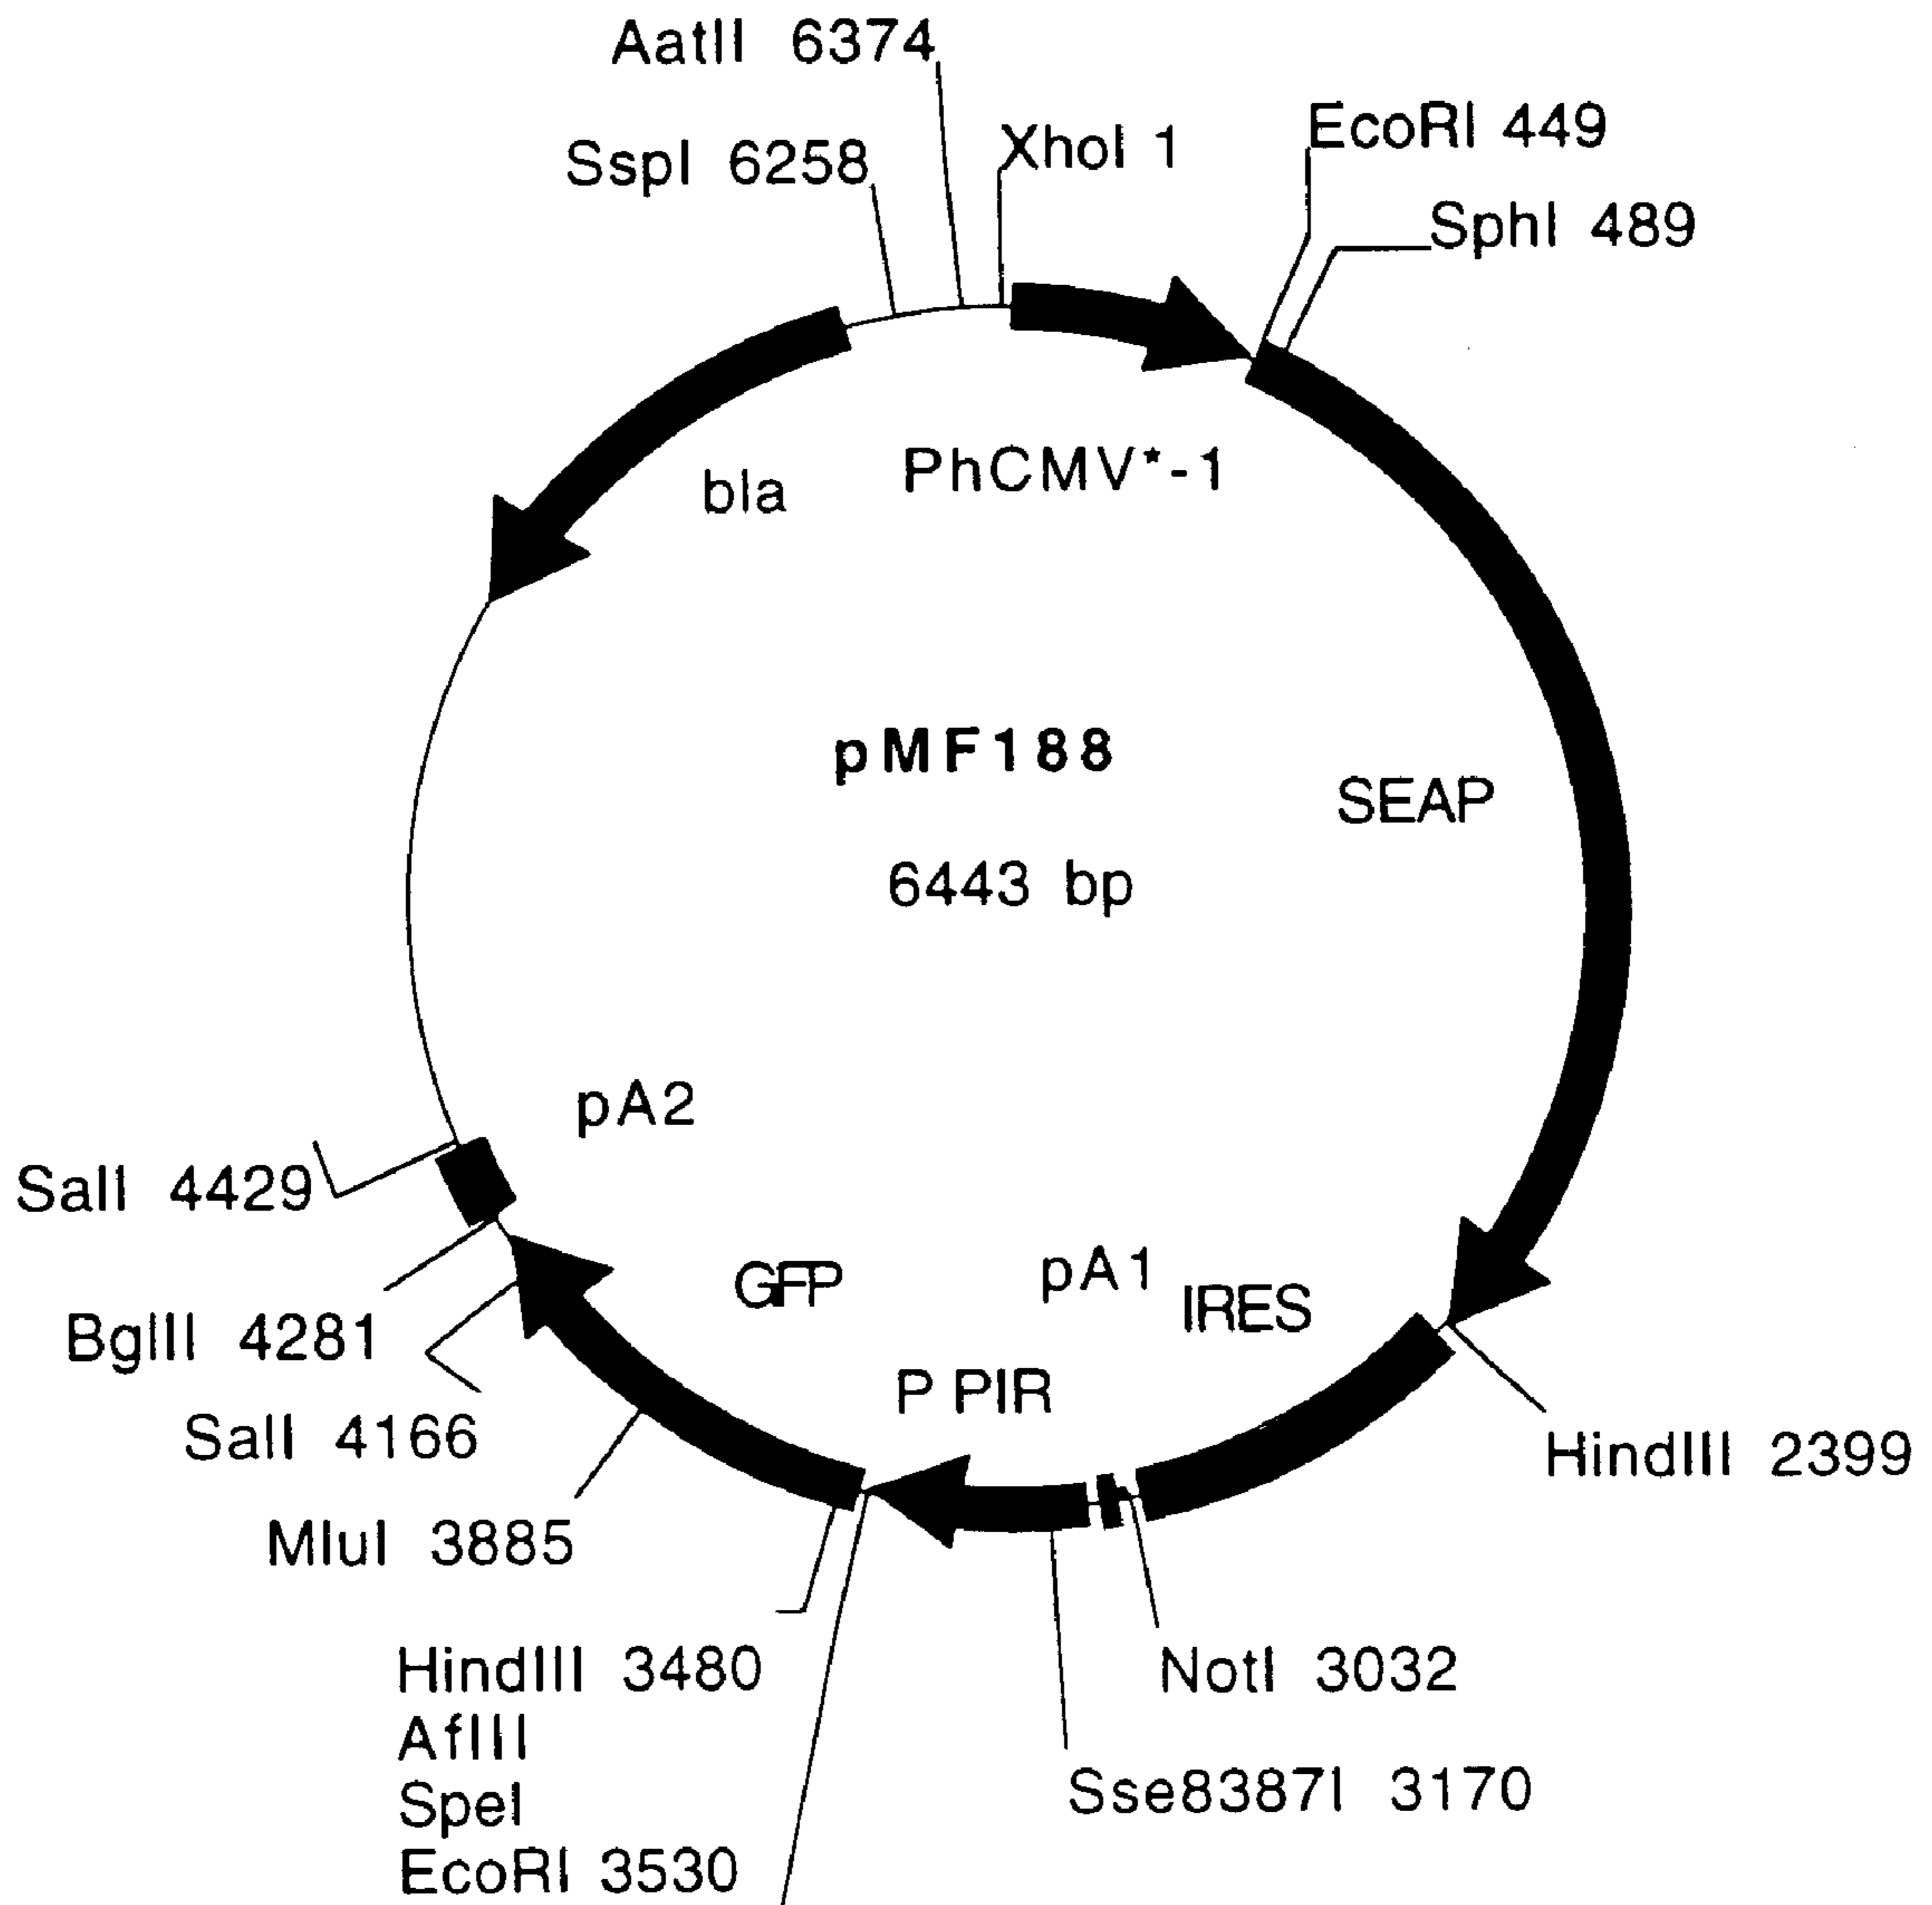 AatII 6374
SspI 6258
XhoI 1
EcoRI 449
SphI 489
bla
PhCMV*-1
pMF188
6443 bp
SEAP
pA2
SalI 4429
GFP
pA1
IRES
BglII 4281
P PIR
SalI 4166
HindIII 2399
MluI 3885
HindIII 3480
AflII
SpeI
EcoRI 3530
NotI 3032
Sse8387I 3170